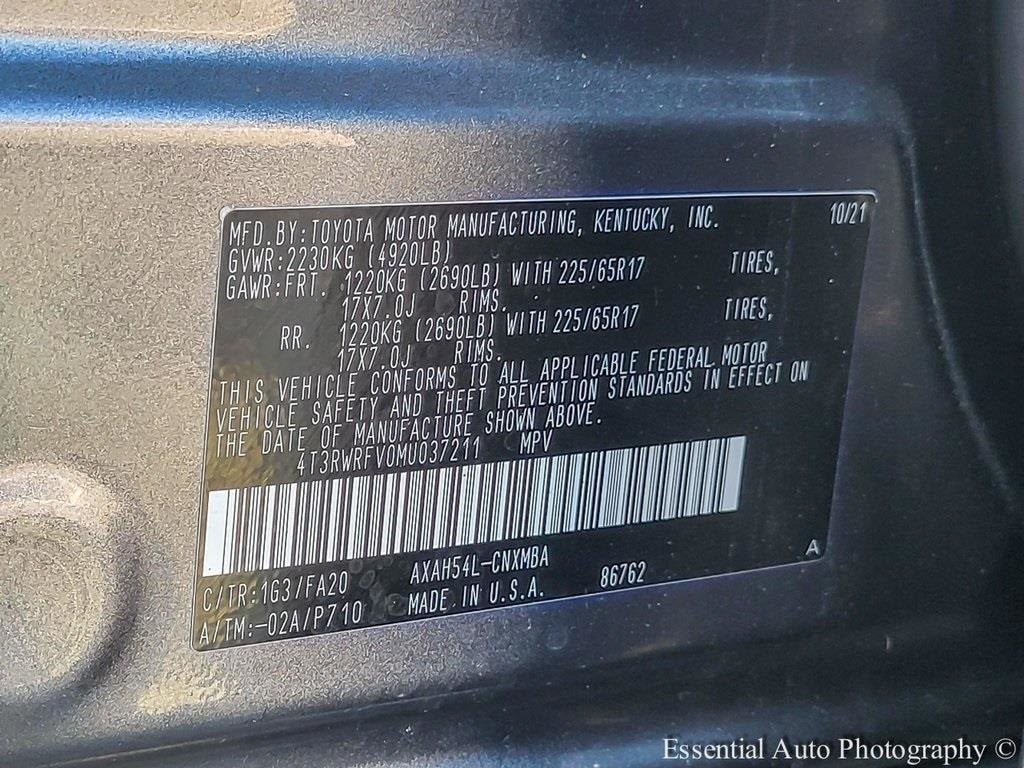 MFD.BY:TOYOTA MOTOR MANUFACTURING, KENTUCKY, INC. 10/21
GVWR:2230KG (4920LB)
GAWR:FRT. 1220KG (2690LB) WITH 225/65R17 TIRES,
17X7.0J RIMS.
RR. 1220KG (2690LB) WITH 225/65R17 TIRES,
17X7.0J RIMS.
THIS VEHICLE CONFORMS TO ALL APPLICABLE FEDERAL MOTOR
VEHICLE SAFETY AND THEFT PREVENTION STANDARDS IN EFFECT ON
THE DATE OF MANUFACTURE SHOWN ABOVE.
4T3RWRFV0MU037211 MPV
C/TR:1G3/FA20 AXAH54L-CNXMBA 86762 A
A/TM:-02A/P710 MADE IN U.S.A.
Essential Auto Photography ©